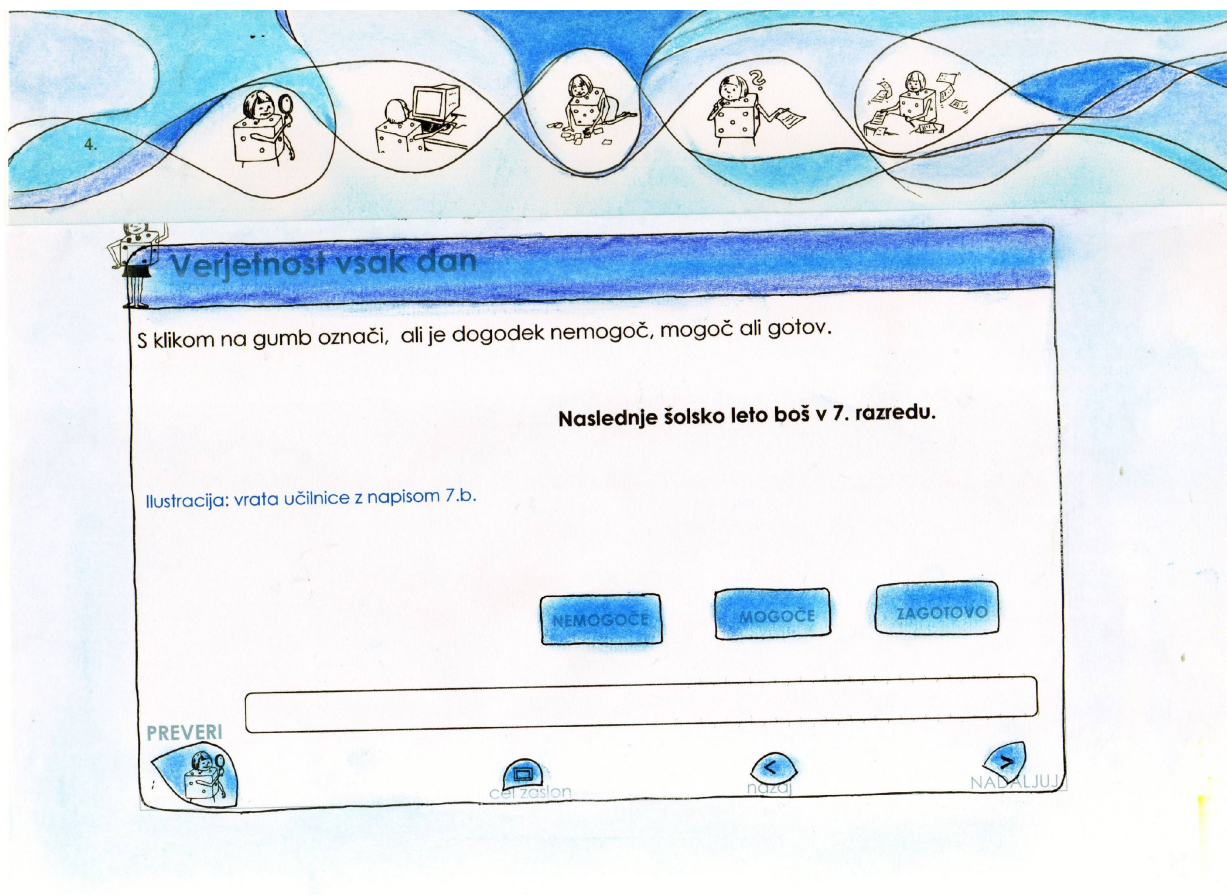 4.
Verjetnost vsak dan
S klikom na gumb označi, ali je dogodek nemogoč, mogoč ali gotov.
Naslednje šolsko leto boš v 7. razredu.
Ilustracija: vrata učilnice z napisom 7.b.
NEMOGOČE MOGOČE ZAGOTOVO
PREVERI
cel zaslon nazaj NADALJUJ